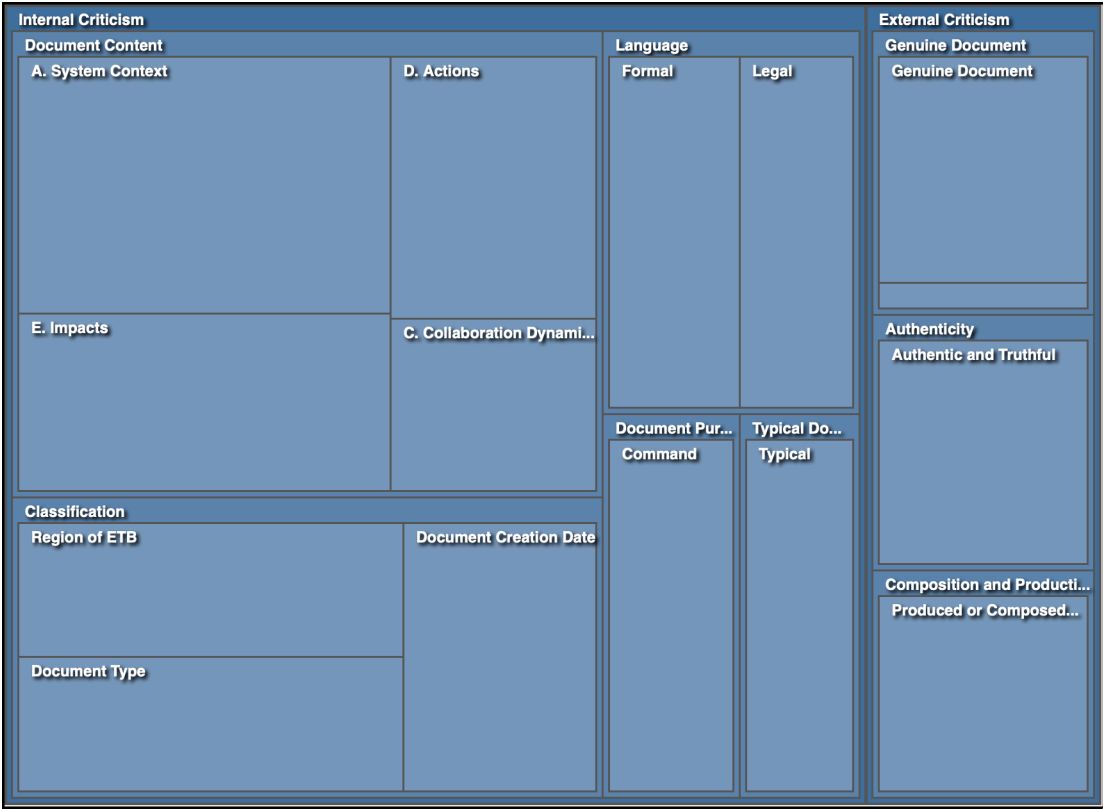 Internal Criticism
Document Content
A. System Context
D. Actions
E. Impacts
C. Collaboration Dynami...
Classification
Region of ETB
Document Creation Date
Document Type
Language
Formal
Legal
Document Pur...
Command
Typical Do...
Typical
External Criticism
Genuine Document
Genuine Document
Authenticity
Authentic and Truthful
Composition and Producti...
Produced or Composed...